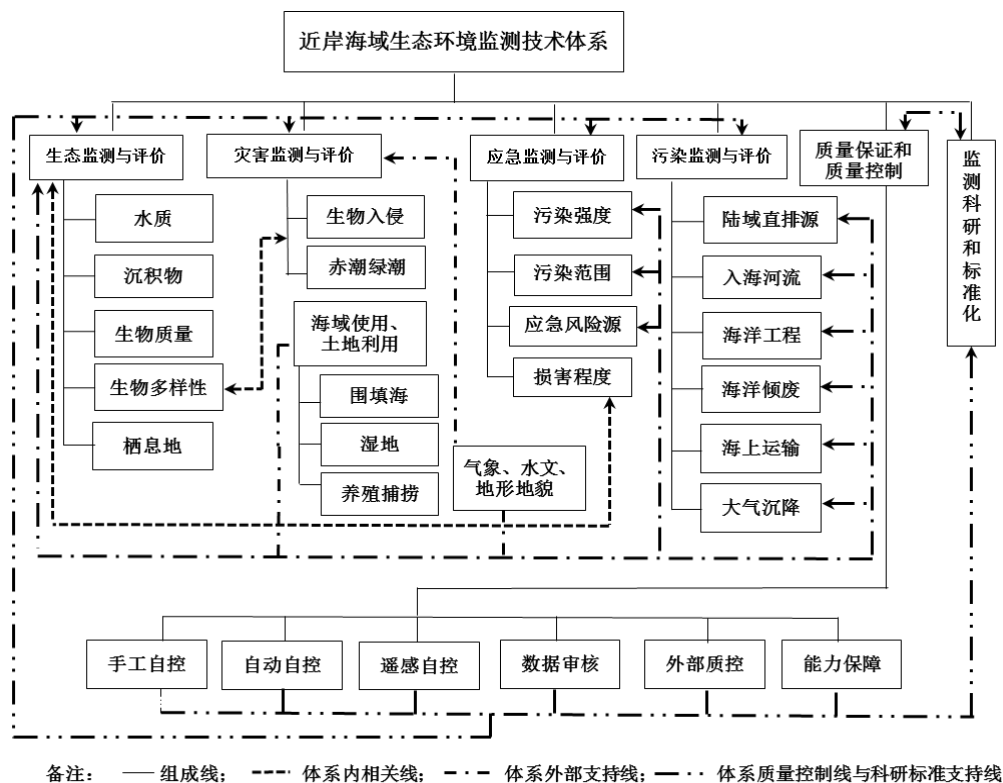 近岸海域生态环境监测技术体系
生态监测与评价
灾害监测与评价
应急监测与评价
污染监测与评价
质量保证和
质量控制
监测科研和标准化
水质
沉积物
生物质量
生物多样性
栖息地
生物入侵
赤潮绿潮
海域使用、
土地利用
围填海
湿地
养殖捕捞
污染强度
污染范围
应急风险源
损害程度
气象、水文、
地形地貌
陆域直排源
入海河流
海洋工程
海洋倾废
海上运输
大气沉降
手工自控
自动自控
遥感自控
数据审核
外部质控
能力保障
备注： 组成线； 体系内相关线； 体系外部支持线； 体系质量控制线与科研标准支持线